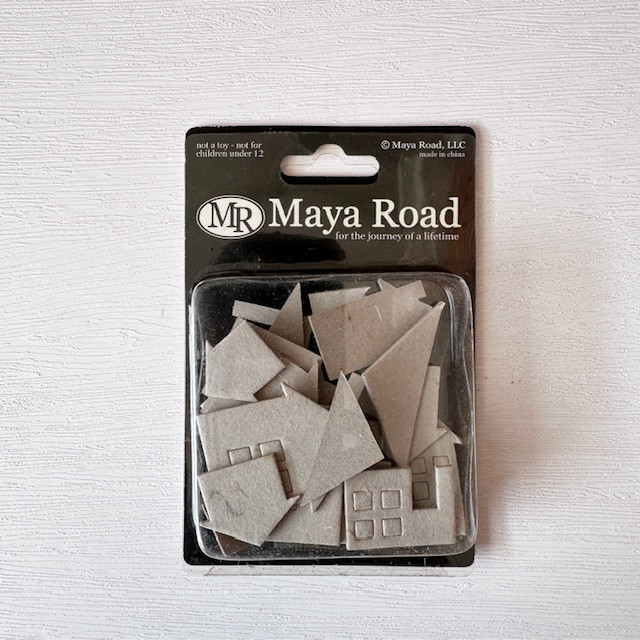 not a toy - not for
children under 12
© Maya Road, LLC
made in china
MR Maya Road
for the journey of a lifetime